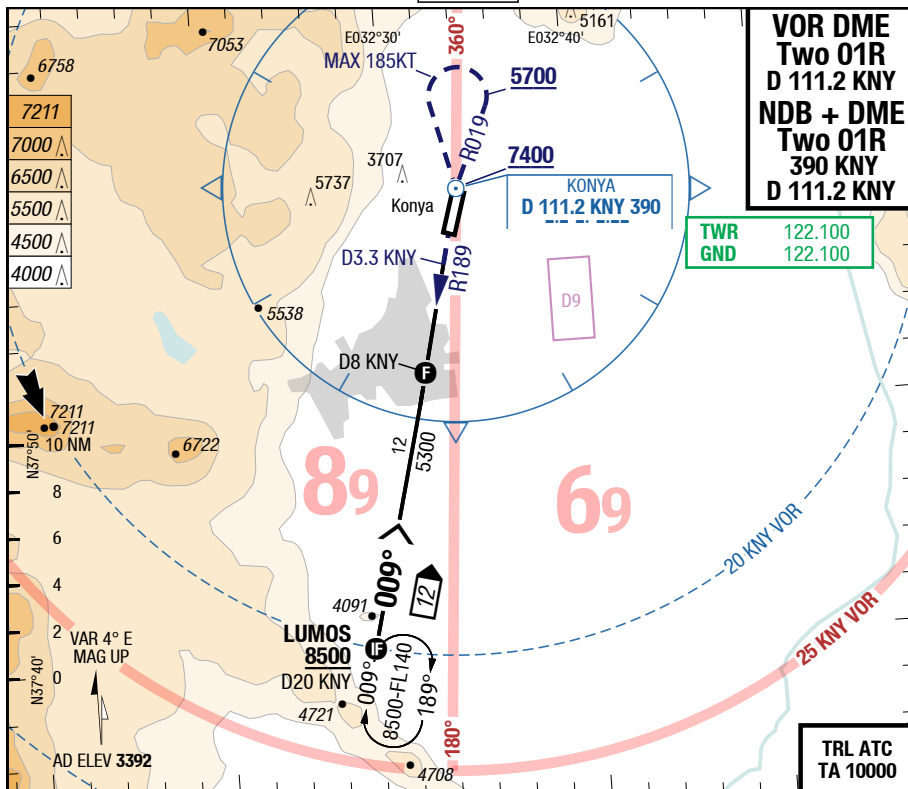 5161
7053
E032°30'
E032°40'
360°
VOR DME
Two 01R
D 111.2 KNY
NDB + DME
Two 01R
390 KNY
D 111.2 KNY
6758
MAX 185KT
5700
7211
7000
6500
5500
4500
4000
R019
3707
7400
5737
Konya
KONYA
D 111.2 KNY 390
TWR 122.100
GND 122.100
D3.3 KNY
R189
D9
5538
D8 KNY
F
7211
7211
10 NM
N37°50'
6722
12
5300
89
69
8
6
4
2
0
20 KNY VOR
009°
12
4091
LUMOS
8500
D20 KNY
IF
25 KNY VOR
VAR 4° E
MAG UP
N37°40'
009°
8500-FL140
189°
4721
180°
4708
AD ELEV 3392
TRL ATC
TA 10000